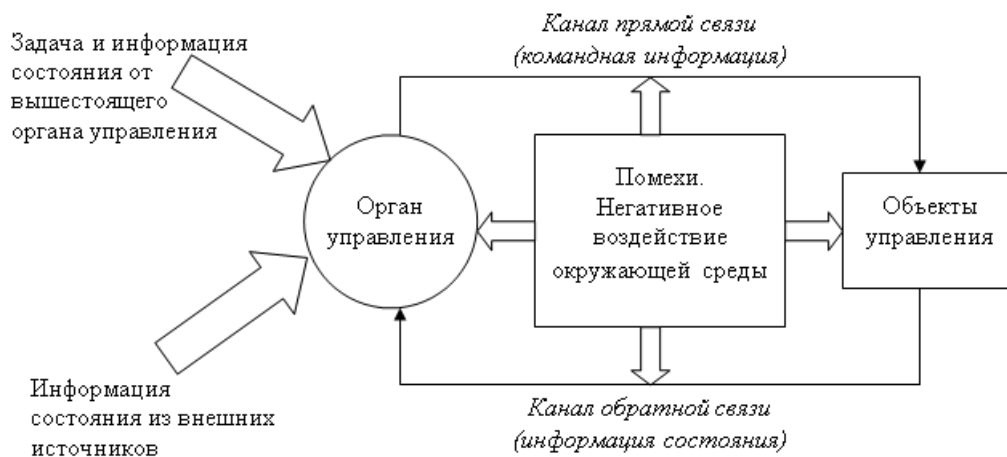 Задача и информация
состояния от
вышестоящего
органа управления
Канал прямой связи
(командная информация)
Орган
управления
Помехи.
Негативное
воздействие
окружающей среды
Объекты
управления
Информация
состояния из внешних
источников
Канал обратной связи
(информация состояния)